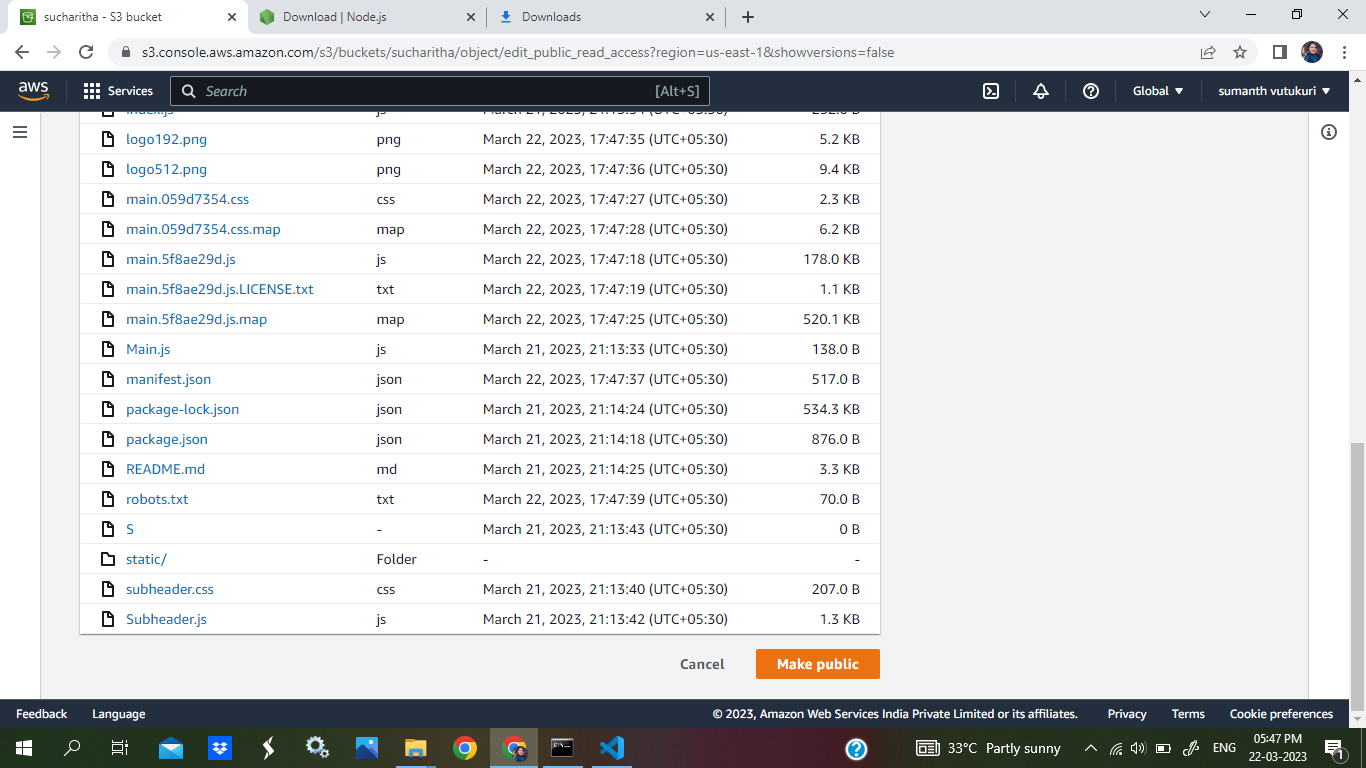 sucharitha - S3 bucket
Download | Node.js
Downloads
s3.console.aws.amazon.com/s3/buckets/sucharitha/object/edit_public_read_access?region=us-east-1&showversions=false
aws
Services
Search
[Alt+S]
Global
sumanth vutukuri
logo192.png png March 22, 2023, 17:47:35 (UTC+05:30) 5.2 KB
logo512.png png March 22, 2023, 17:47:36 (UTC+05:30) 9.4 KB
main.059d7354.css css March 22, 2023, 17:47:27 (UTC+05:30) 2.3 KB
main.059d7354.css.map map March 22, 2023, 17:47:28 (UTC+05:30) 6.2 KB
main.5f8ae29d.js js March 22, 2023, 17:47:18 (UTC+05:30) 178.0 KB
main.5f8ae29d.js.LICENSE.txt txt March 22, 2023, 17:47:19 (UTC+05:30) 1.1 KB
main.5f8ae29d.js.map map March 22, 2023, 17:47:25 (UTC+05:30) 520.1 KB
Main.js js March 21, 2023, 21:13:33 (UTC+05:30) 138.0 B
manifest.json json March 22, 2023, 17:47:37 (UTC+05:30) 517.0 B
package-lock.json json March 21, 2023, 21:14:24 (UTC+05:30) 534.3 KB
package.json json March 21, 2023, 21:14:18 (UTC+05:30) 876.0 B
README.md md March 21, 2023, 21:14:25 (UTC+05:30) 3.3 KB
robots.txt txt March 22, 2023, 17:47:39 (UTC+05:30) 70.0 B
S - March 21, 2023, 21:13:43 (UTC+05:30) 0 B
static/ Folder - -
subheader.css css March 21, 2023, 21:13:40 (UTC+05:30) 207.0 B
Subheader.js js March 21, 2023, 21:13:42 (UTC+05:30) 1.3 KB
Cancel
Make public
Feedback
Language
© 2023, Amazon Web Services India Private Limited or its affiliates.
Privacy
Terms
Cookie preferences
33°C Partly sunny
ENG
05:47 PM
22-03-2023
1